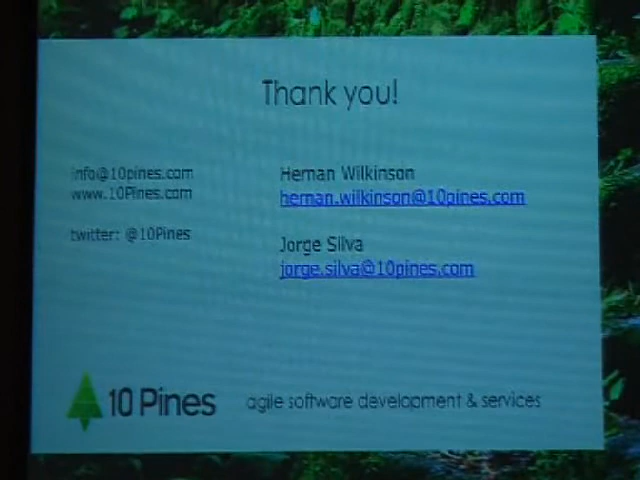 Thank you!
info@10pines.com
www.10Pines.com
twitter: @10Pines
Hernan Wilkinson
hernan.wilkinson@10pines.com
Jorge Silva
jorge.silva@10pines.com
10 Pines
agile software development & services